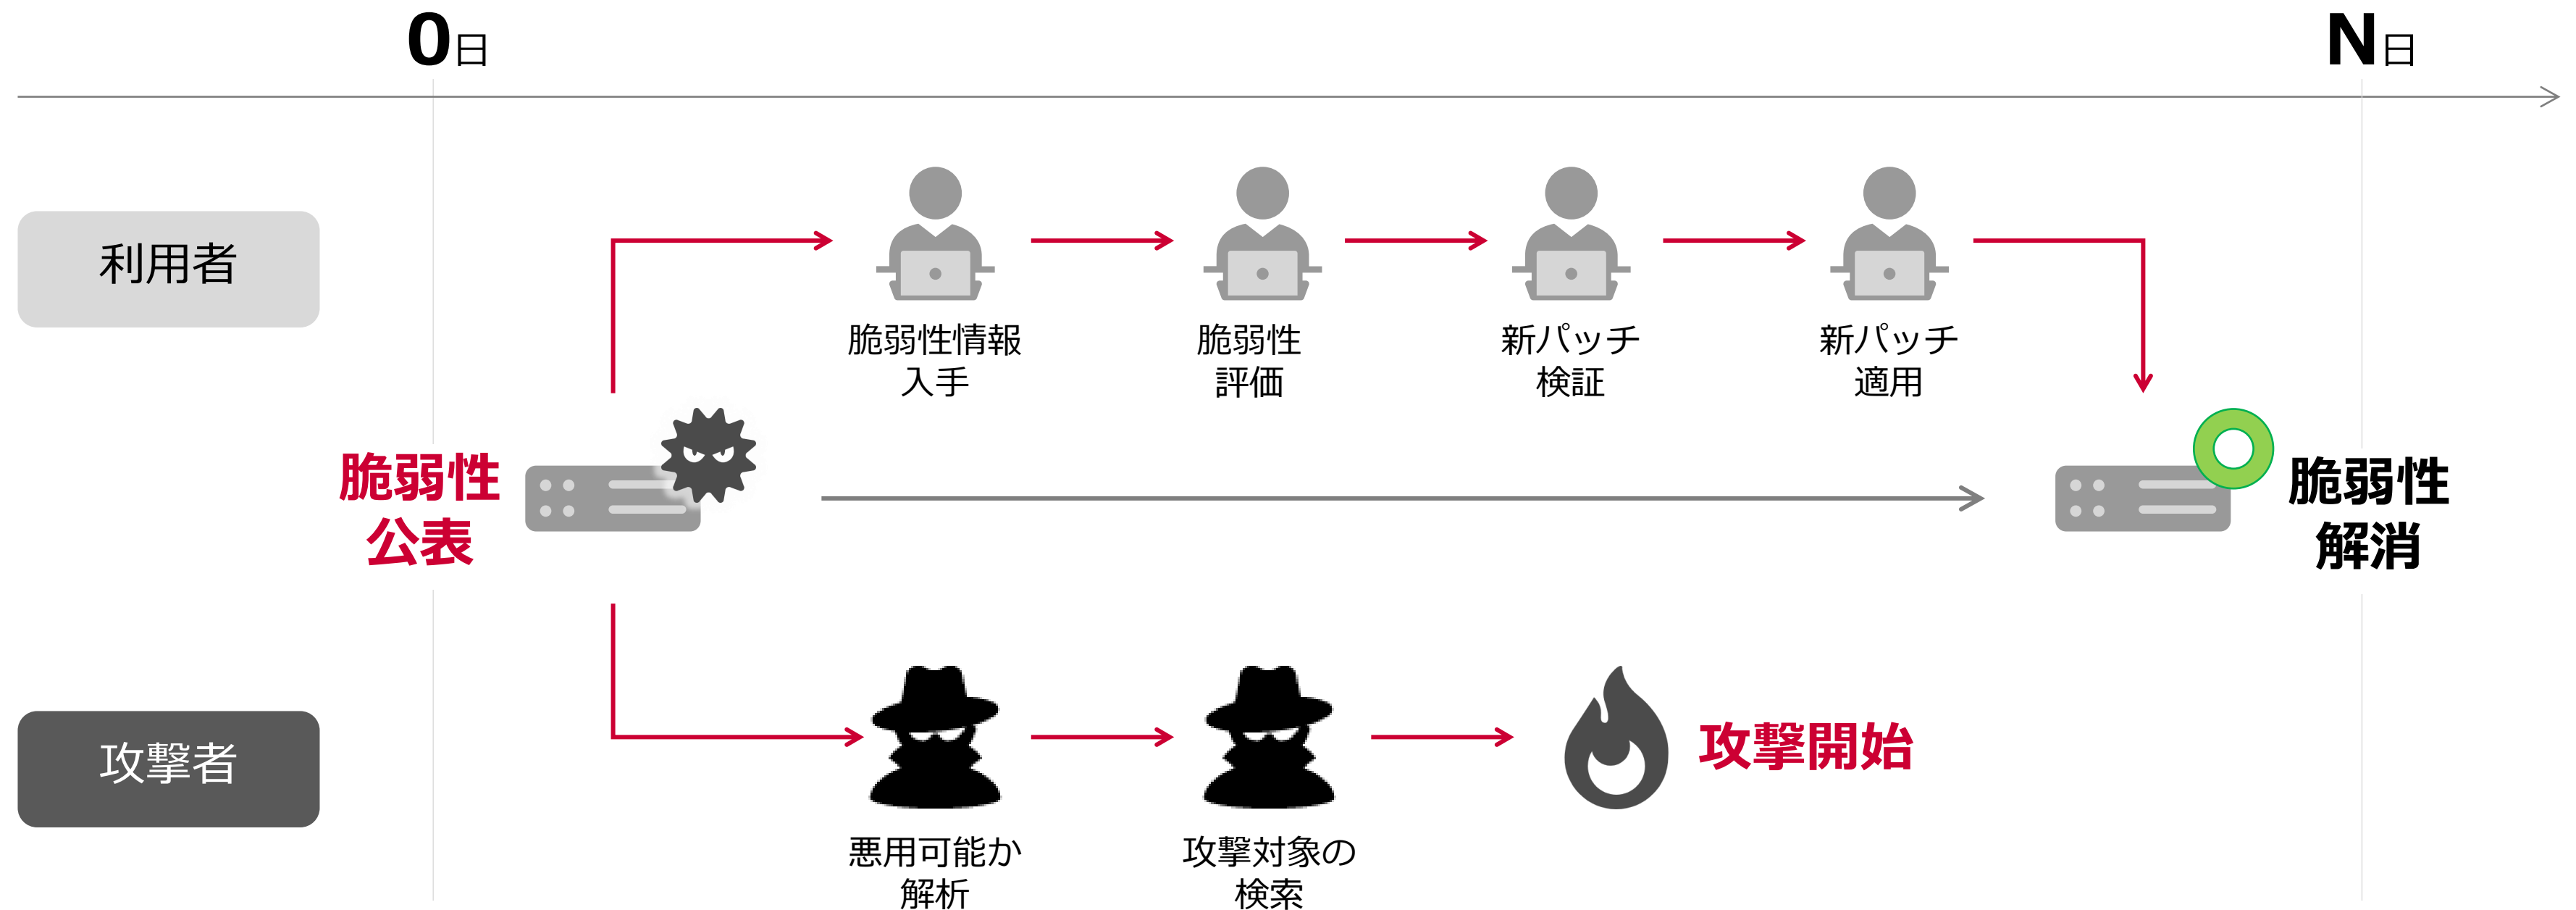 0日
N日
利用者
脆弱性情報
入手
脆弱性
評価
新パッチ
検証
新パッチ
適用
脆弱性
公表
脆弱性
解消
攻撃者
攻撃開始
悪用可能か
解析
攻撃対象の
検索